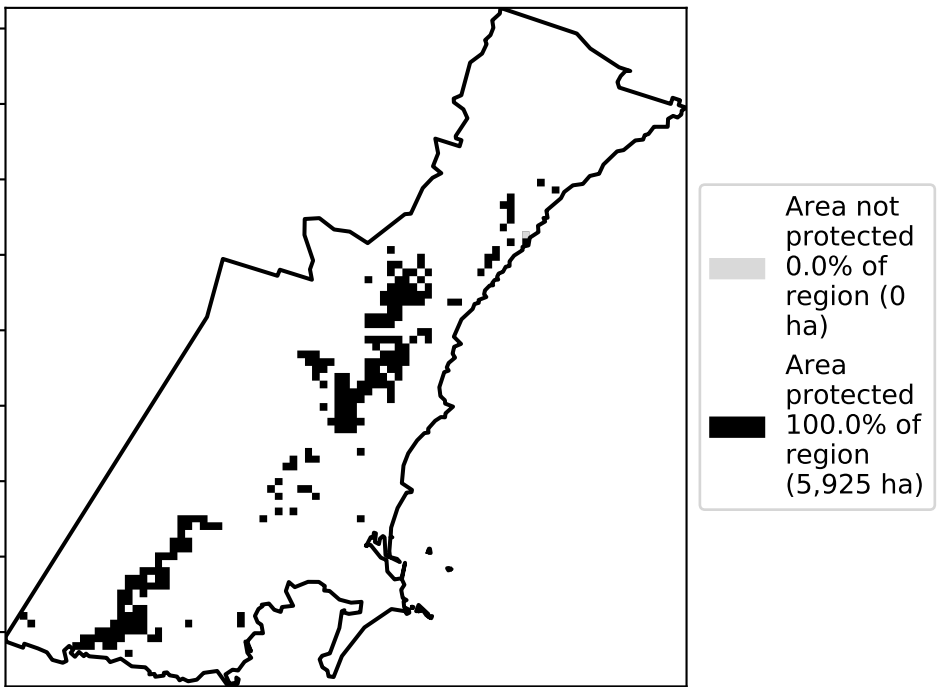 Area not
protected
0.0% of
region (0
ha)
Area
protected
100.0% of
region
(5,925 ha)